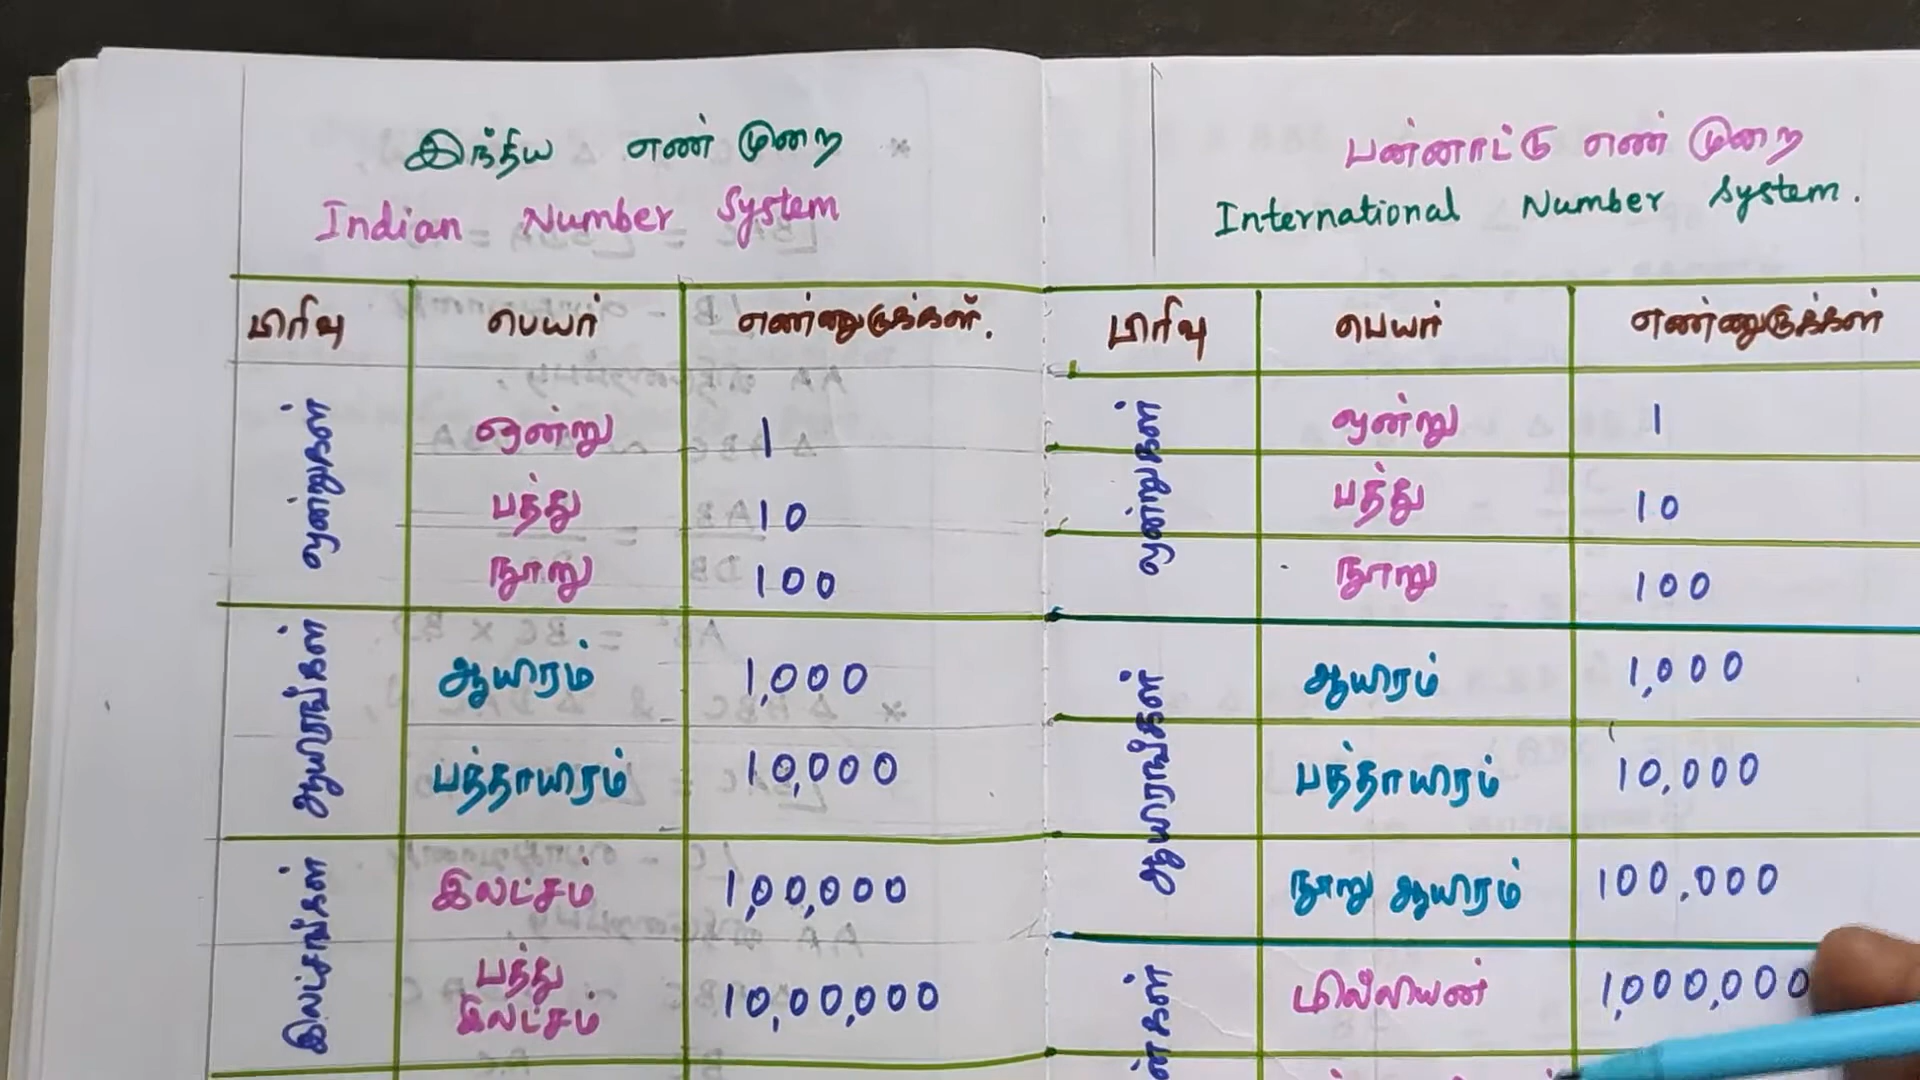 இந்திய எண் முறை
Indian Number System
பிரிவு பெயர் எண்ணுருக்கள்.
ஒன்றுகள்
ஒன்று 1
பத்து 10
நூறு 100
ஆயிரங்கள்
ஆயிரம் 1,000
பத்தாயிரம் 10,000
இலட்சங்கள்
இலட்சம் 1,00,000
பத்து
இலட்சம் 10,00,000
பன்னாட்டு எண் முறை
International Number System.
பிரிவு பெயர் எண்ணுருக்கள்
ஒன்றுகள்
ஒன்று 1
பத்து 10
நூறு 100
ஆயிரங்கள்
ஆயிரம் 1,000
பத்தாயிரம் 10,000
நூறு ஆயிரம் 100,000
மில்லியன் 1,000,000